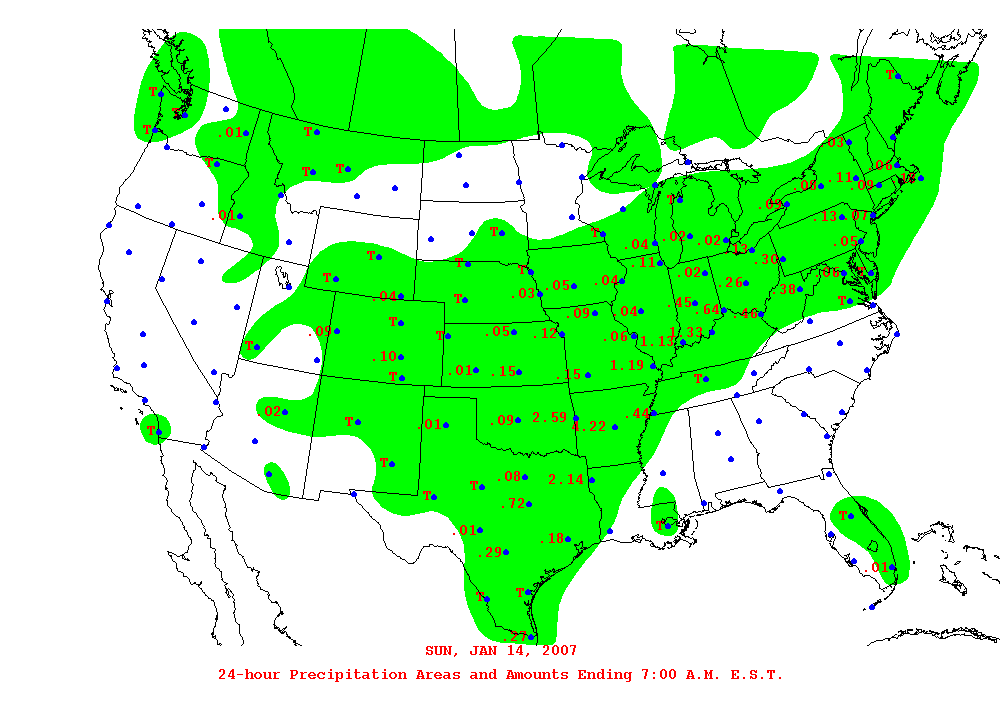 T
T
T
.01
T
T
T
T
.03
.06
T
.11
.09
.08
T
.01
.09
.13
.07
T
T
.04
.02
.02
.13
.05
T
.11
.30
T
T
.02
.06
T
T
.05
.04
.26
.38
.04
.03
T
T
.45
.64
.46
.09
.04
T
.09
T
.05
.12
.06
1.33
1.13
T
.10
.01
.15
.15
1.19
T
T
.02
T
.01
.09
2.59
4.22
.44
T
.08
2.14
T
T
.72
T
T
.01
.18
T
.29
.01
T
T
.27
SUN, JAN 14, 2007
24-hour Precipitation Areas and Amounts Ending 7:00 A.M. E.S.T.